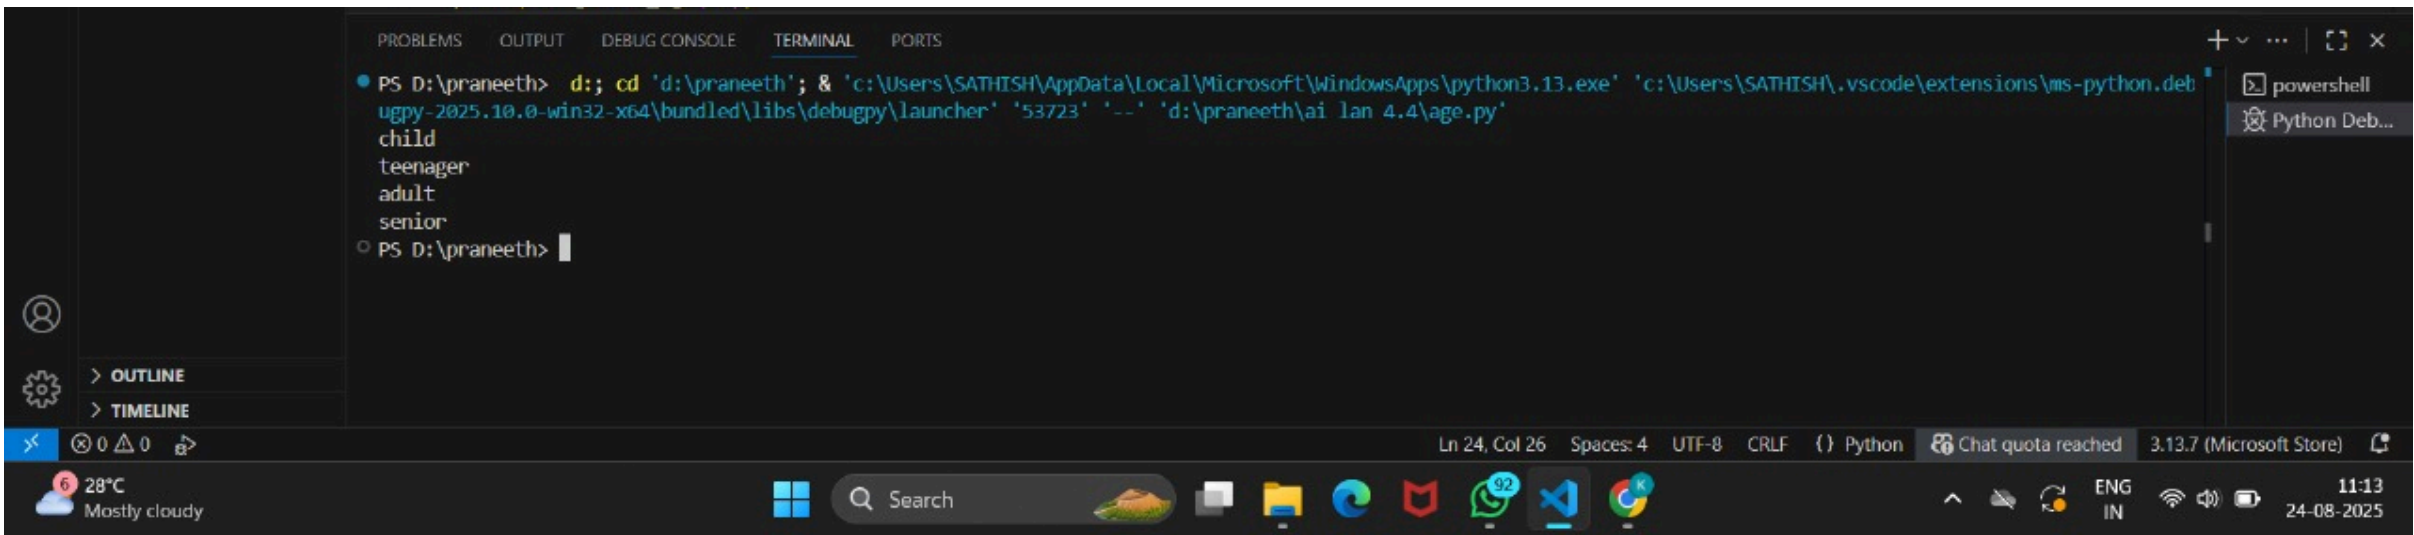 PROBLEMS OUTPUT DEBUG CONSOLE TERMINAL PORTS
PS D:\praneeth>  d:; cd 'd:\praneeth'; & 'c:\Users\SATHISH\AppData\Local\Microsoft\WindowsApps\python3.13.exe' 'c:\Users\SATHISH\.vscode\extensions\ms-python.deb
ugpy-2025.10.0-win32-x64\bundled\libs\debugpy\launcher' '53723' '--' 'd:\praneeth\ai lan 4.4\age.py'
child
teenager
adult
senior
PS D:\praneeth>
powershell
Python Deb...
OUTLINE
TIMELINE
0 0 Ln 24, Col 26 Spaces: 4 UTF-8 CRLF {} Python Chat quota reached 3.13.7 (Microsoft Store)
6 28°C
Mostly cloudy
Search
92
K
ENG
IN
11:13
24-08-2025